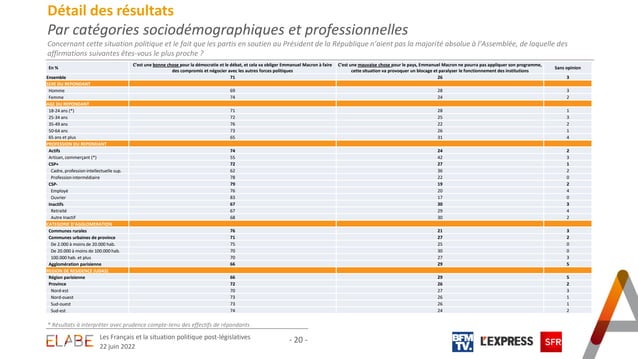 Détail des résultats
Par catégories sociodémographiques et professionnelles
Concernant cette situation politique et le fait que les partis en soutien au Président de la République n'aient pas la majorité absolue à l'Assemblée, de laquelle des
affirmations suivantes êtes-vous le plus proche ?
En % C'est une bonne chose pour la démocratie et le débat, et cela va obliger Emmanuel Macron à faire des compromis et négocier avec les autres forces politiques C'est une mauvaise chose pour le pays, Emmanuel Macron ne pourra pas appliquer son programme, cette situation va provoquer un blocage et paralyser le fonctionnement des institutions Sans opinion
Ensemble 71 26 3
SEXE DU REPONDANT
Homme 69 28 3
Femme 74 24 2
AGE DU REPONDANT
18-24 ans (*) 71 28 1
25-34 ans 72 25 3
35-49 ans 76 22 2
50-64 ans 73 26 1
65 ans et plus 65 31 4
PROFESSION DU REPONDANT
Actifs 74 24 2
Artisan, commerçant (*) 55 42 3
CSP+ 72 27 1
Cadre, profession intellectuelle sup. 62 36 2
Profession intermédiaire 78 22 0
CSP- 79 19 2
Employé 76 20 4
Ouvrier 83 17 0
Inactifs 67 30 3
Retraité 67 29 4
Autre inactif 68 30 2
CATEGORIE D'AGGLOMERATION
Communes rurales 76 21 3
Communes urbaines de province 71 27 2
De 2.000 à moins de 20.000 hab. 75 25 0
De 20.000 à moins de 100.000 hab. 70 30 0
100.000 hab. et plus 70 27 3
Agglomération parisienne 66 29 5
REGION DE RESIDENCE (UDA5)
Région parisienne 66 29 5
Province 72 26 2
Nord-est 70 27 3
Nord-ouest 73 26 1
Sud-ouest 73 26 1
Sud-est 74 24 2
* Résultats à interpréter avec prudence compte-tenu des effectifs de répondants
ELABE
Les Français et la situation politique post-législatives
22 juin 2022
- 20 -
BFM
TV.
L'EXPRESS
SFR